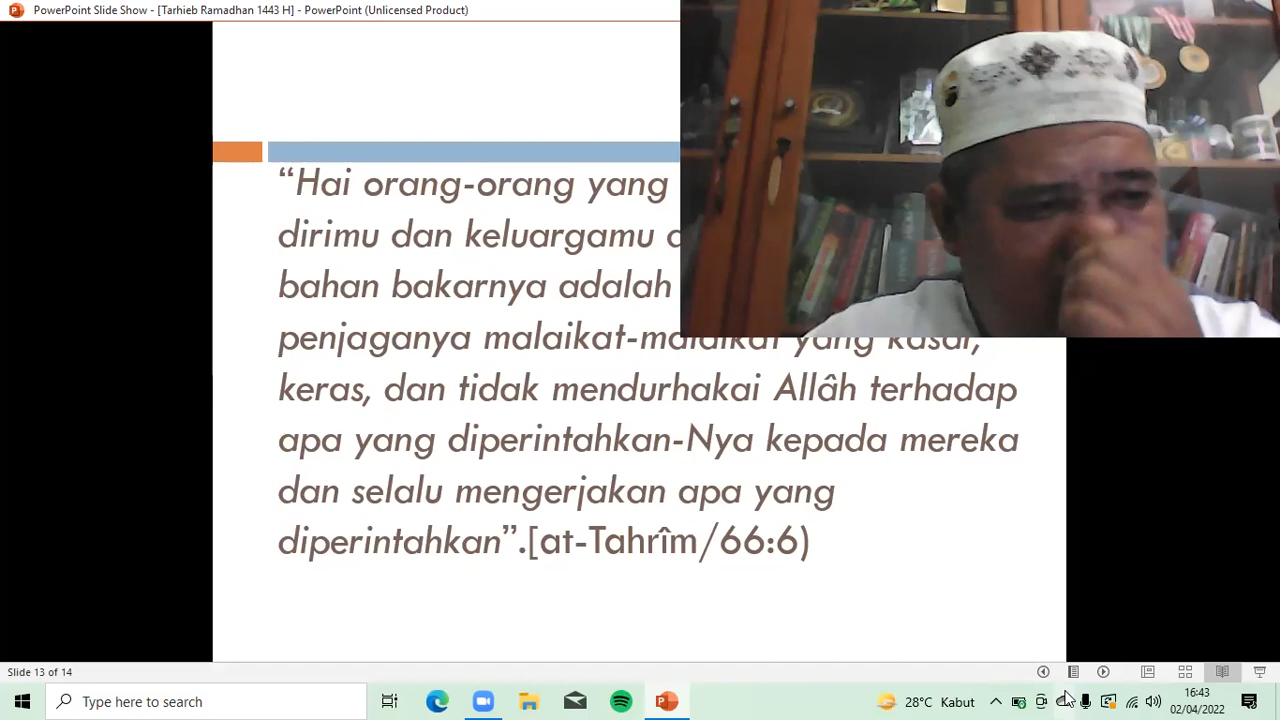 PowerPoint Slide Show - [Tarhieb Ramadhan 1443 H] - PowerPoint (Unlicensed Product)
“Hai orang-orang yang
dirimu dan keluargamu
bahan bakarnya adalah
penjaganya malaikat-malaikat yang kasar,
keras, dan tidak mendurhakai Allâh terhadap
apa yang diperintahkan-Nya kepada mereka
dan selalu mengerjakan apa yang
diperintahkan”.[at-Tahrîm/66:6)
Slide 13 of 14
Type here to search
28°C Kabut
16:43
02/04/2022